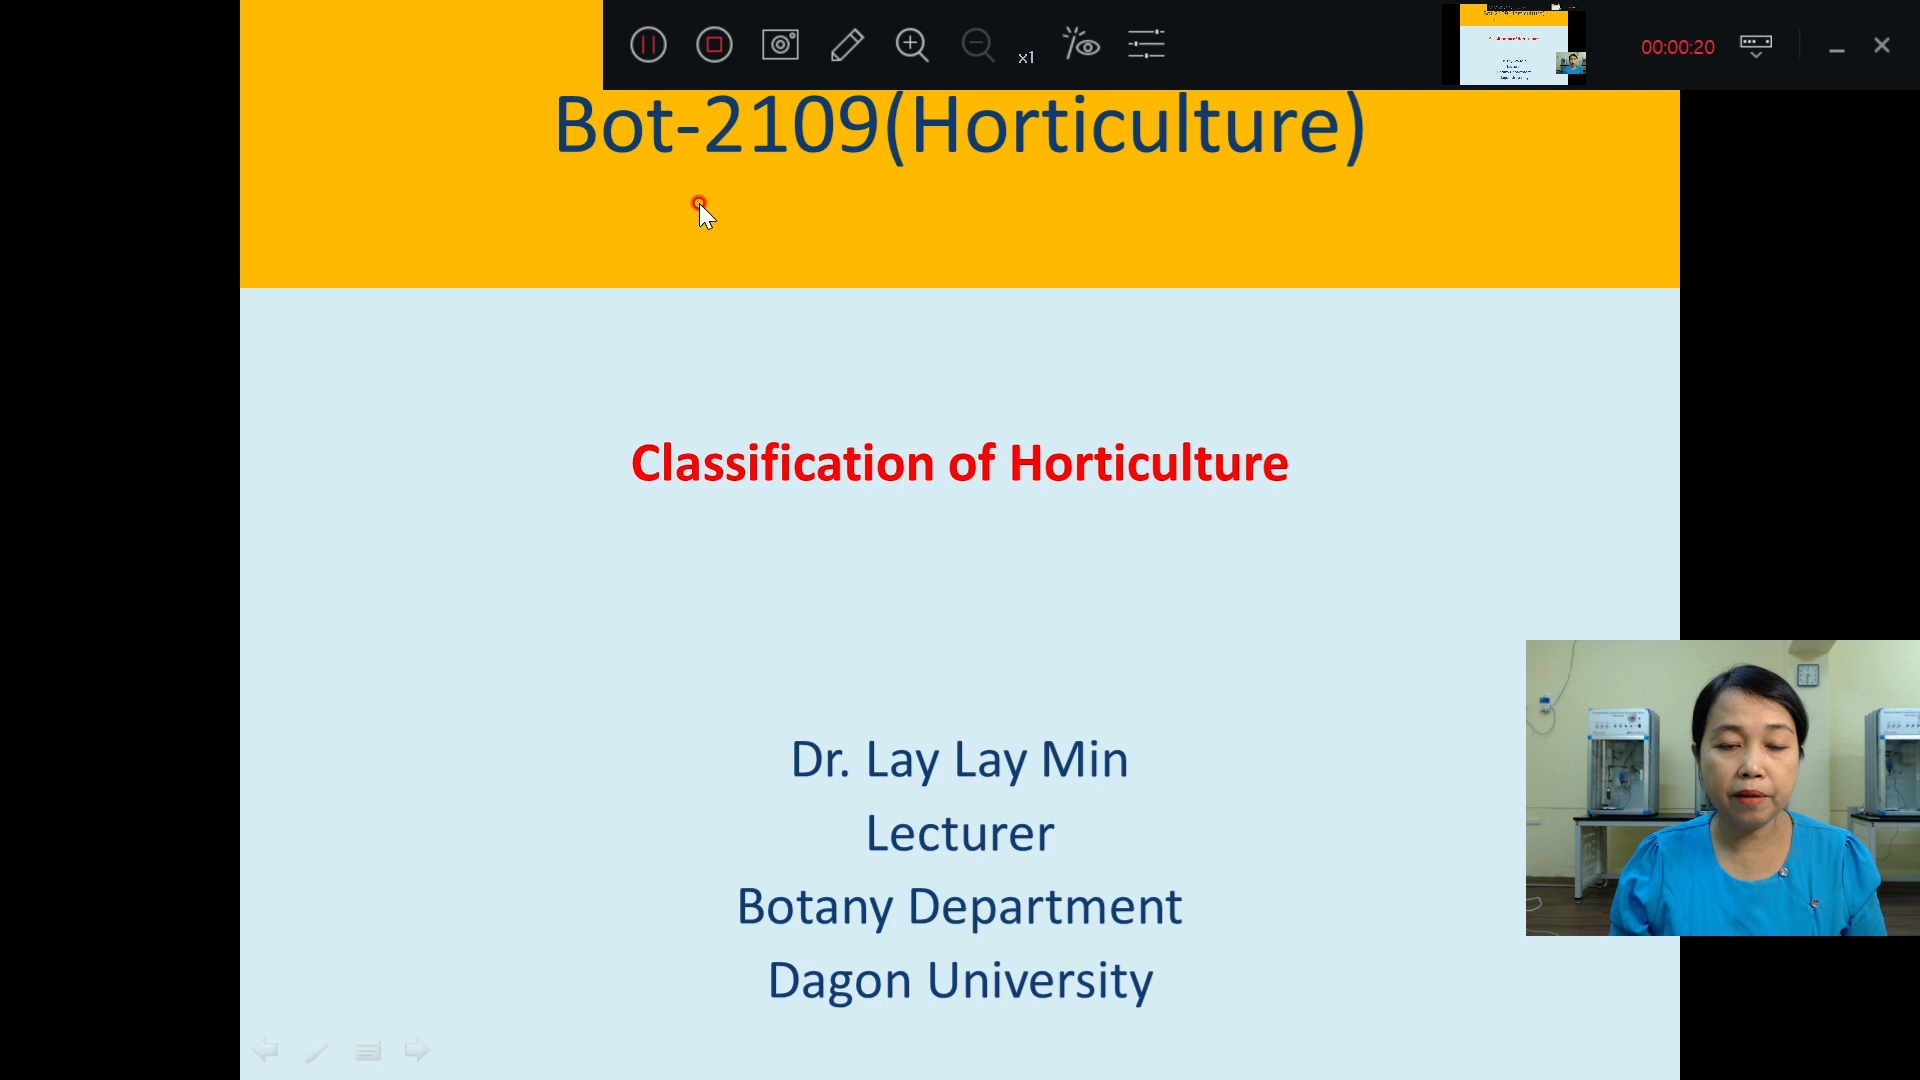 x1
00:00:20
Bot-2109(Horticulture)
Classification of Horticulture
Dr. Lay Lay Min
Lecturer
Botany Department
Dagon University